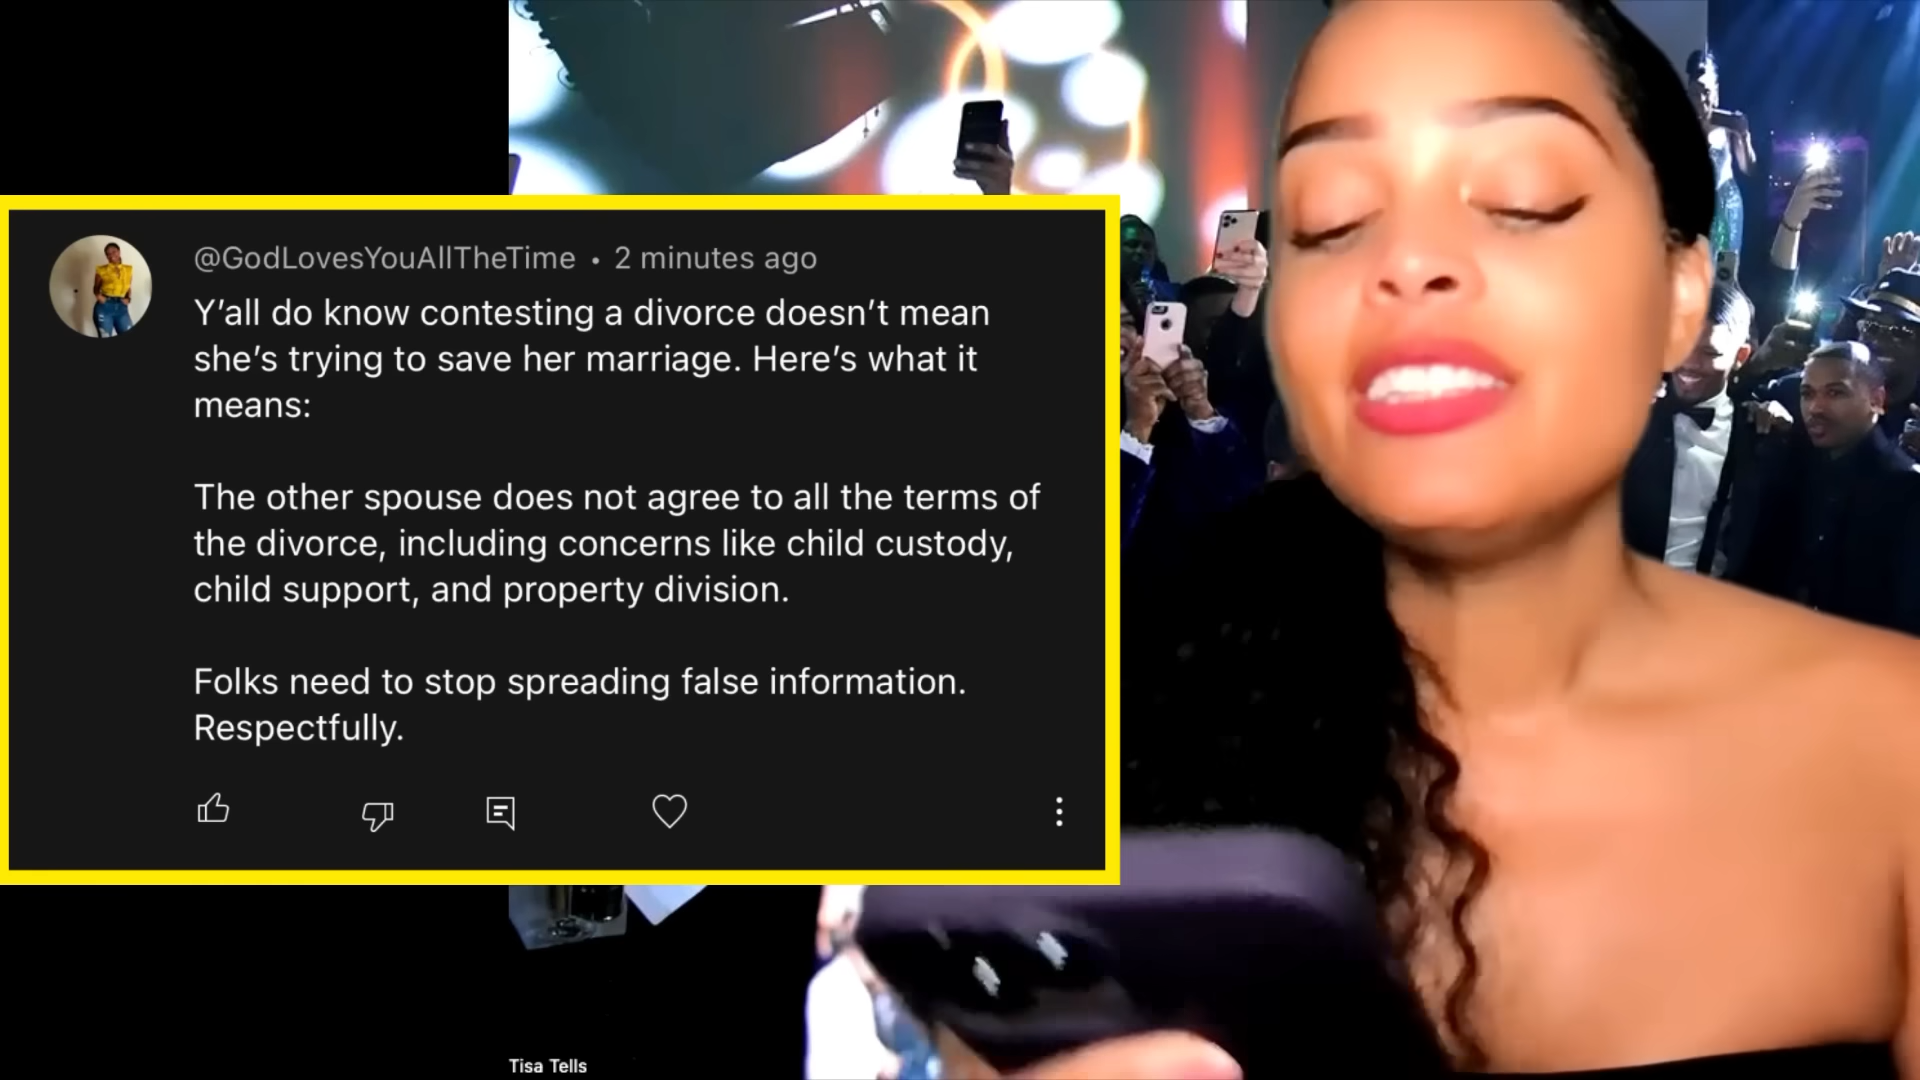 @GodLovesYouAllTheTime • 2 minutes ago
Y’all do know contesting a divorce doesn’t mean
she’s trying to save her marriage. Here’s what it
means:
The other spouse does not agree to all the terms of
the divorce, including concerns like child custody,
child support, and property division.
Folks need to stop spreading false information.
Respectfully.
Tisa Tells